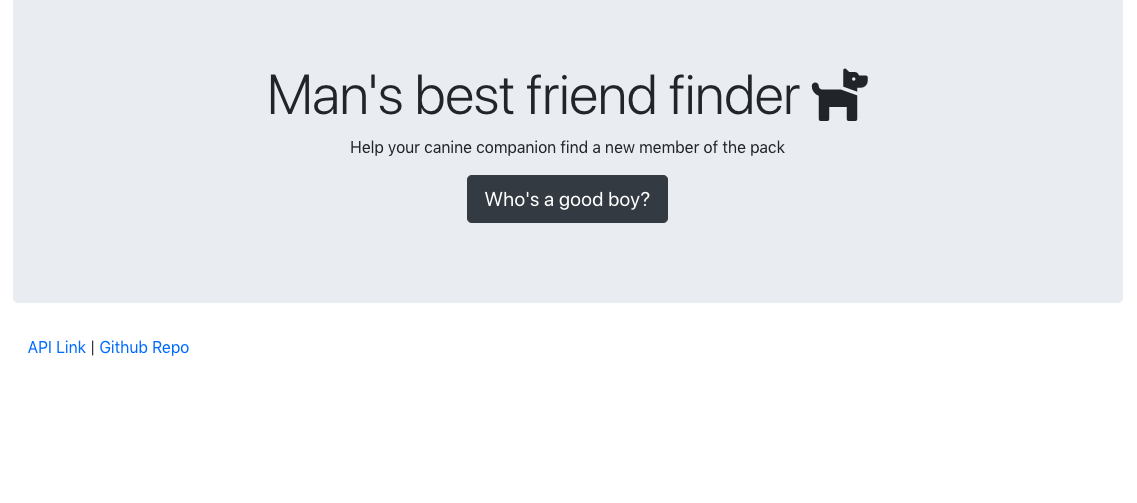 Man's best friend finder
Help your canine companion find a new member of the pack
Who's a good boy?
API Link | Github Repo